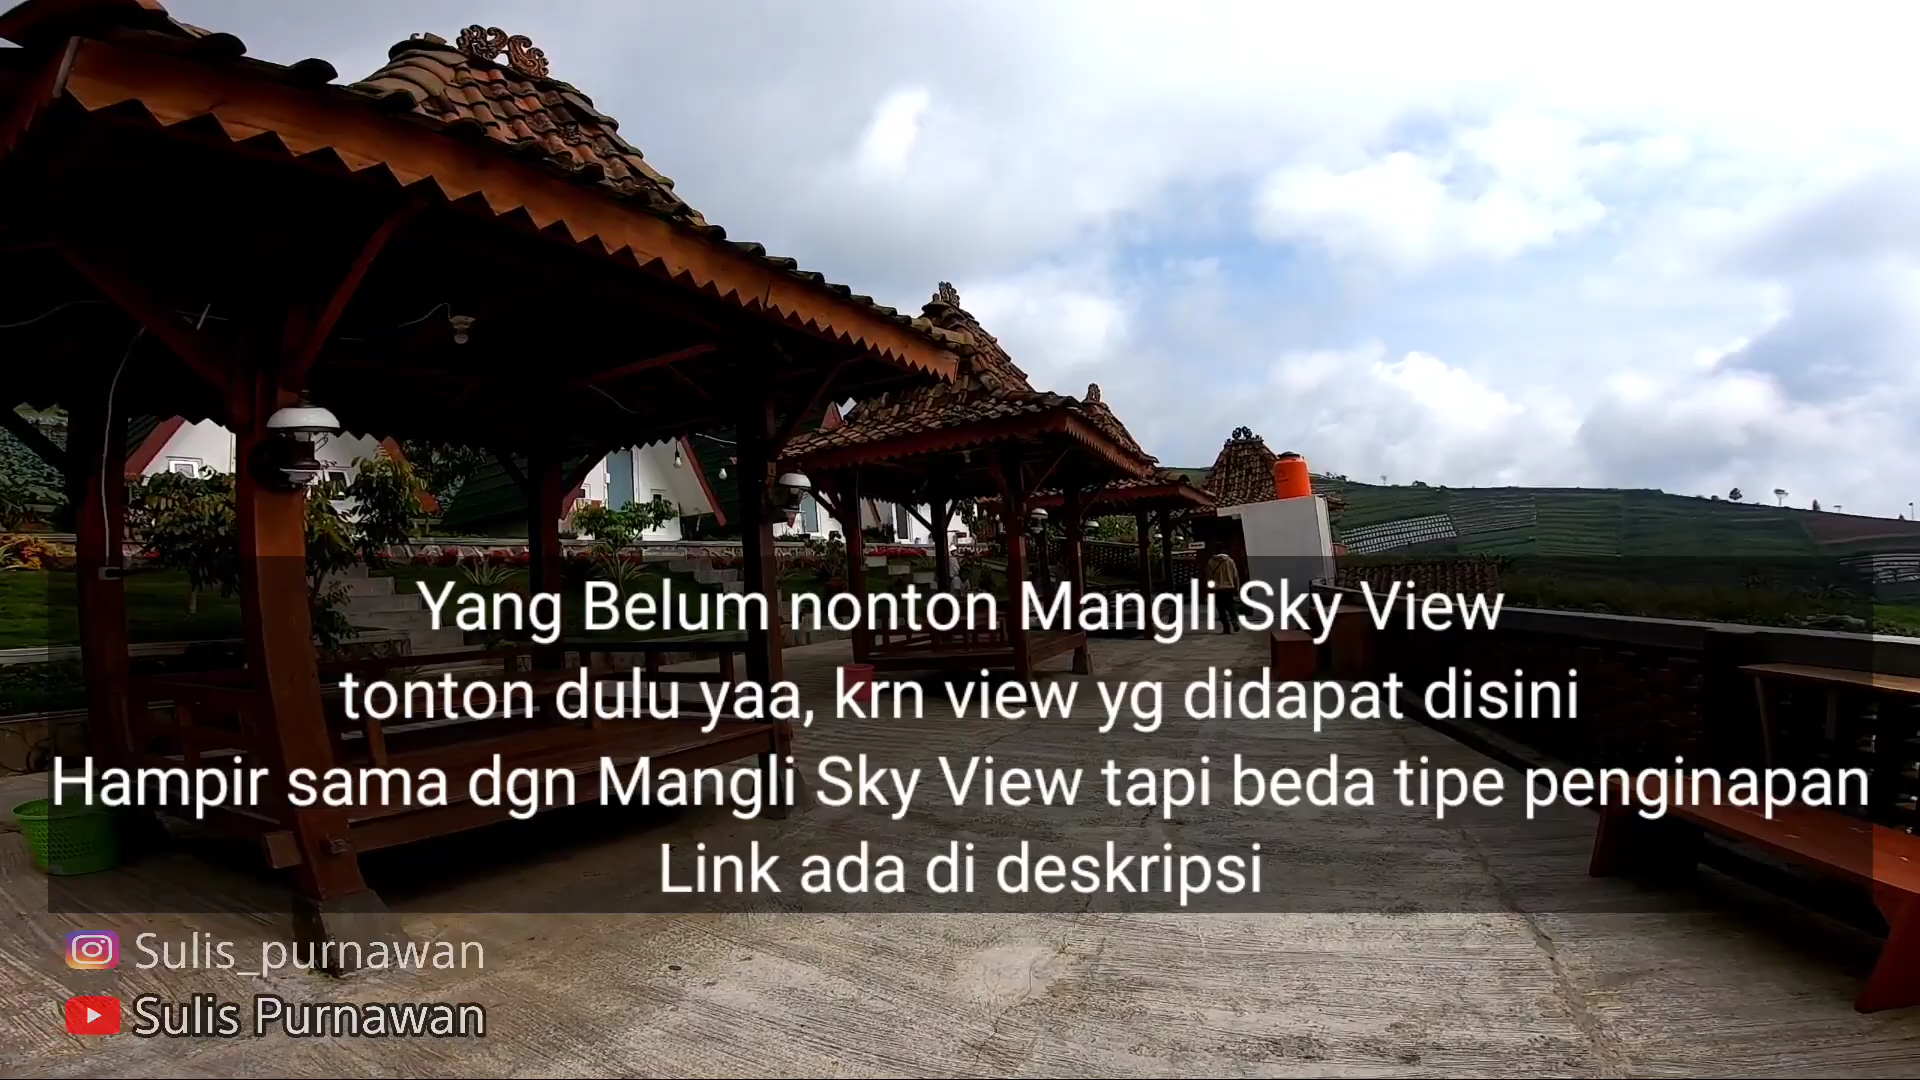 Yang Belum nonton Mangli Sky View
tonton dulu yaa, krn view yg didapat disini
Hampir sama dgn Mangli Sky View tapi beda tipe penginapan
Link ada di deskripsi
Sulis_purnawan
Sulis Purnawan